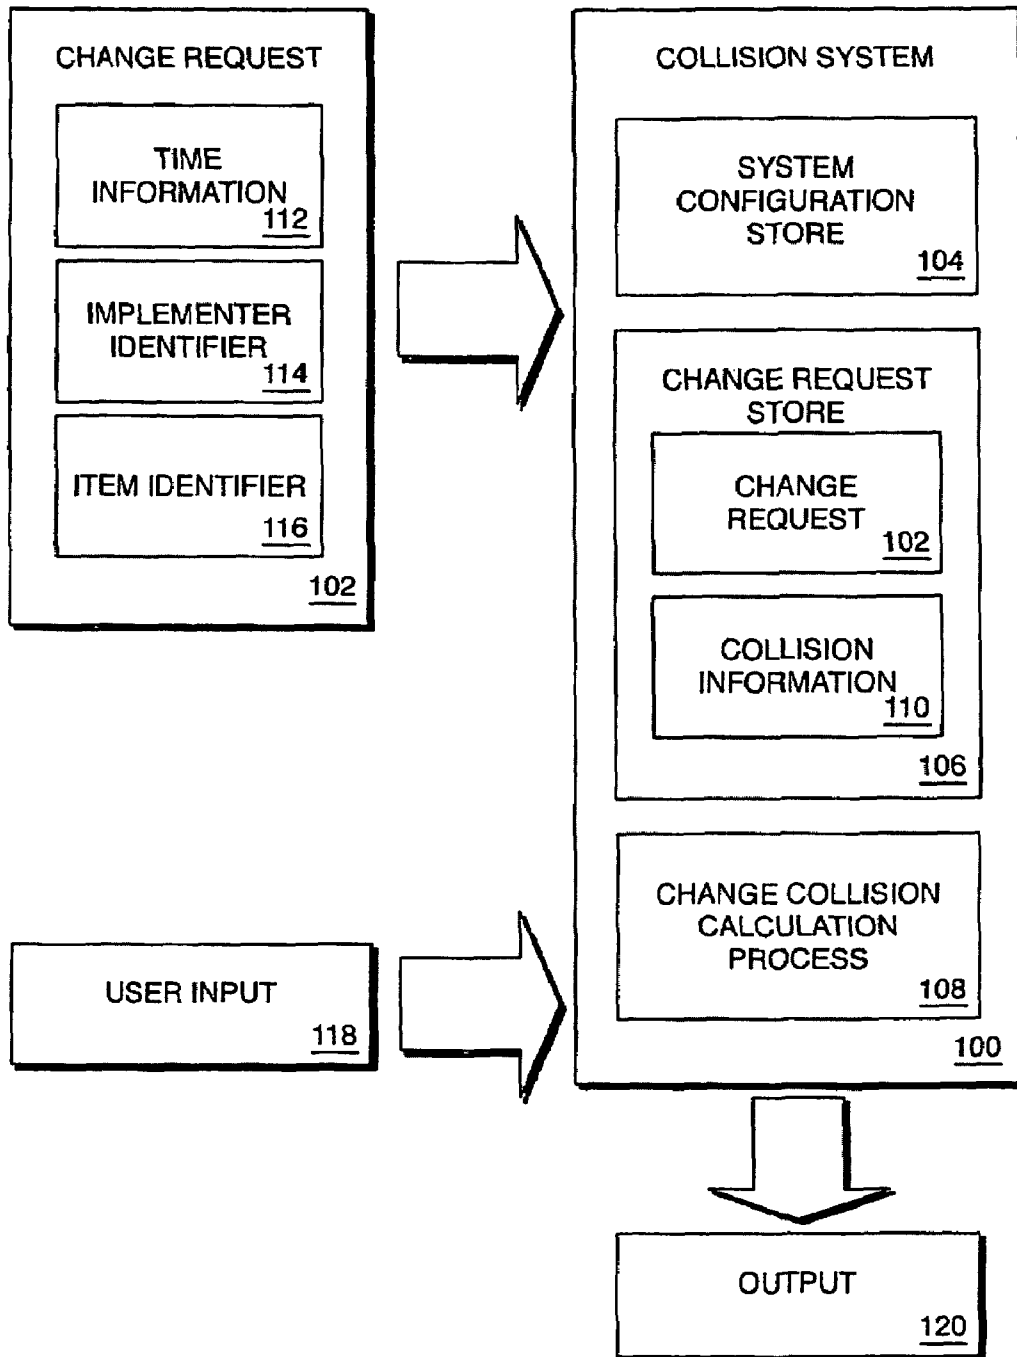 CHANGE REQUEST
TIME
INFORMATION
112
IMPLEMENTER
IDENTIFIER
114
ITEM IDENTIFIER
116
102
COLLISION SYSTEM
SYSTEM
CONFIGURATION
STORE
104
CHANGE REQUEST
STORE
CHANGE
REQUEST
102
COLLISION
INFORMATION
110
106
CHANGE COLLISION
CALCULATION
PROCESS
108
100
USER INPUT
118
OUTPUT
120